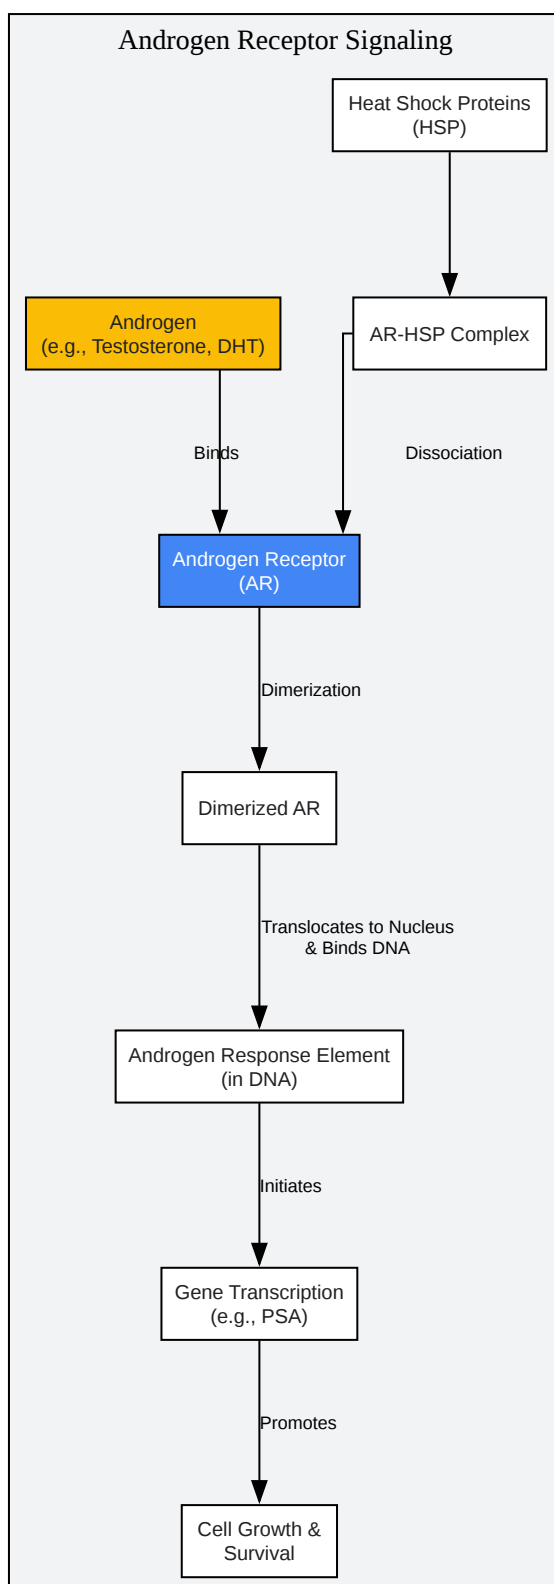 Androgen Receptor Signaling
Heat Shock Proteins
(HSP)
Androgen
(e.g., Testosterone, DHT)
AR-HSP Complex
Binds
Dissociation
Androgen Receptor
(AR)
Dimerization
Dimerized AR
Translocates to Nucleus
& Binds DNA
Androgen Response Element
(in DNA)
Initiates
Gene Transcription
(e.g., PSA)
Promotes
Cell Growth &
Survival